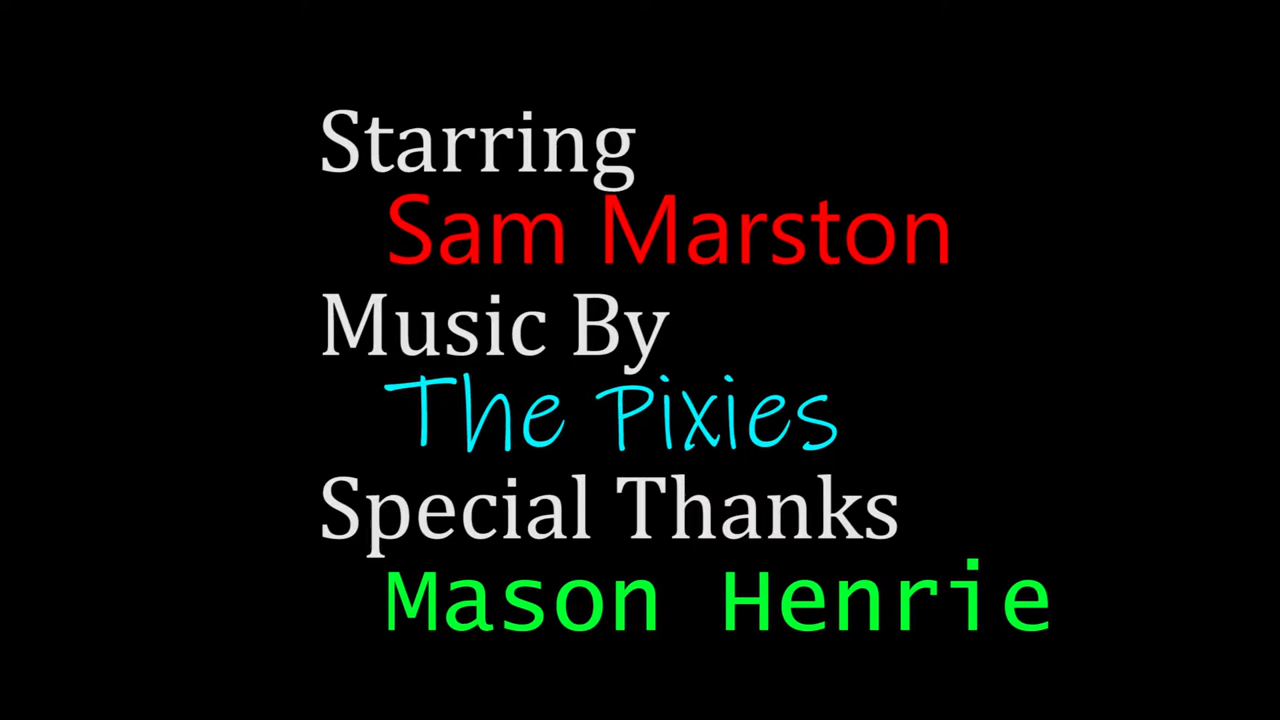 Starring
Sam Marston
Music By
The Pixies
Special Thanks
Mason Henrie